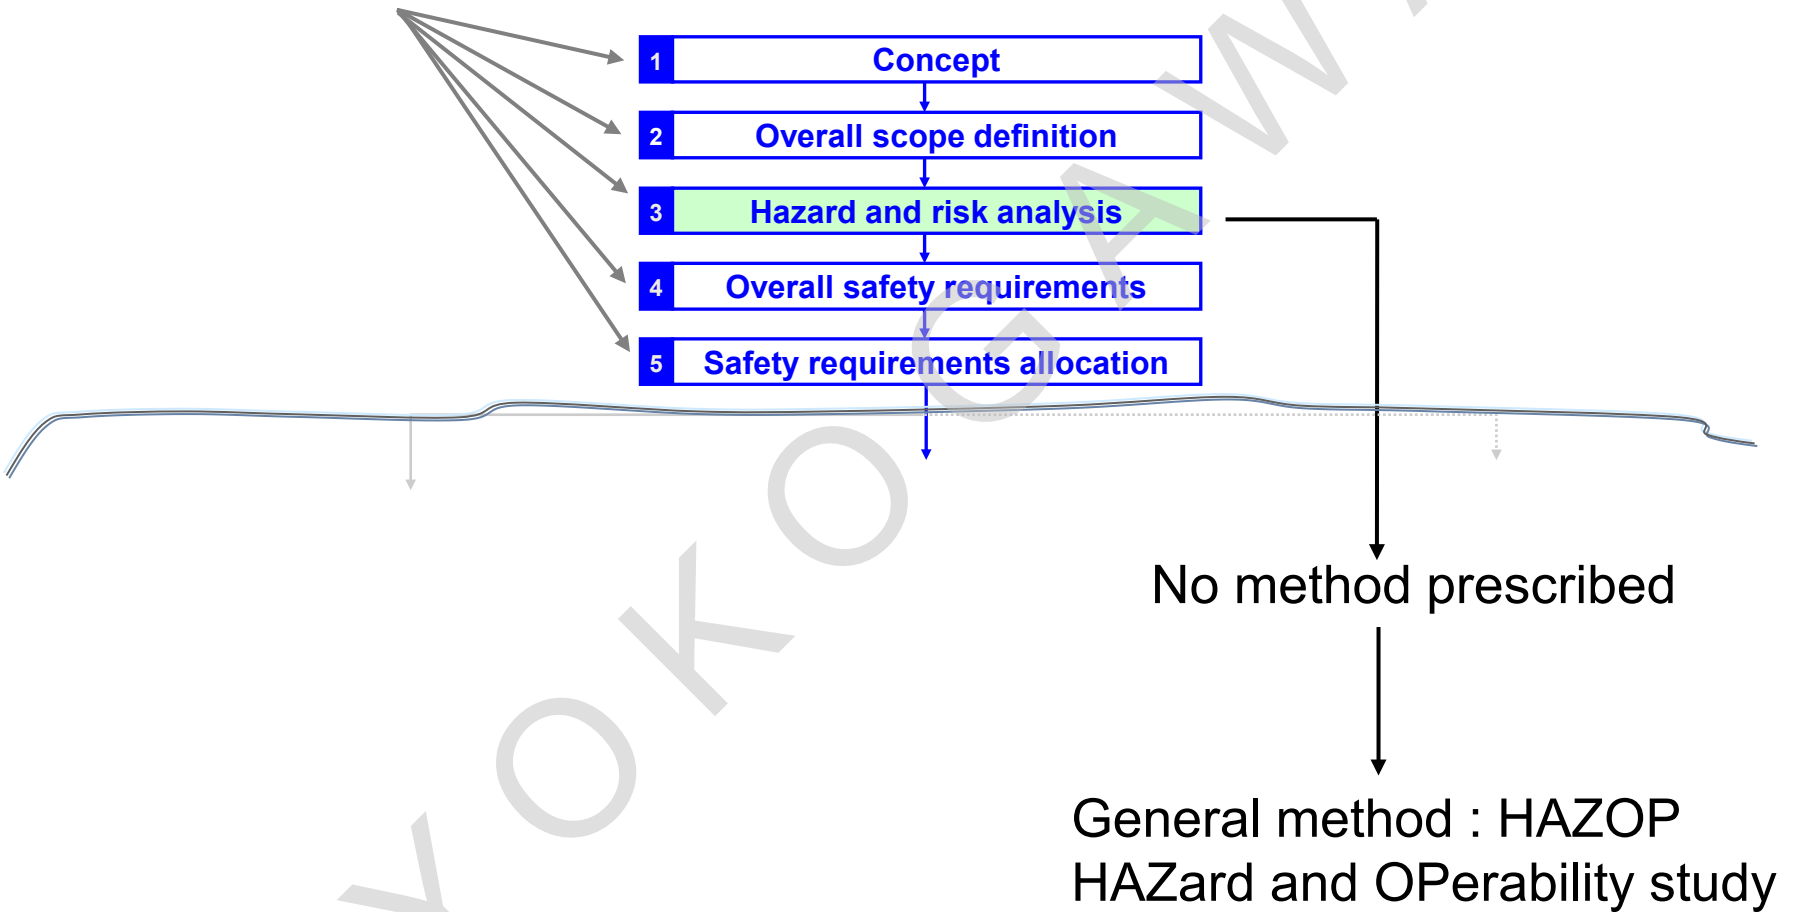 1 Concept
2 Overall scope definition
3 Hazard and risk analysis
4 Overall safety requirements
5 Safety requirements allocation
No method prescribed
General method : HAZOP
HAZard and OPerability study
YOKOGAWA